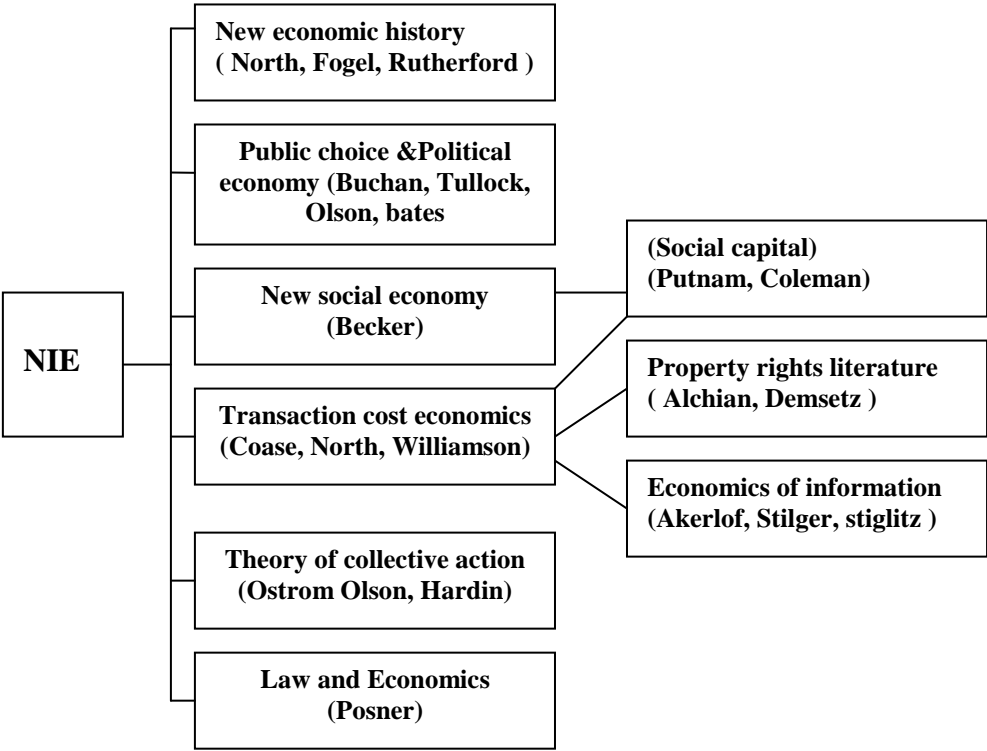 New economic history
( North, Fogel, Rutherford )
Public choice &Political
economy (Buchan, Tullock,
Olson, bates
New social economy
(Becker)
NIE
Transaction cost economics
(Coase, North, Williamson)
Theory of collective action
(Ostrom Olson, Hardin)
Law and Economics
(Posner)
(Social capital)
(Putnam, Coleman)
Property rights literature
( Alchian, Demsetz )
Economics of information
(Akerlof, Stilger, stiglitz )